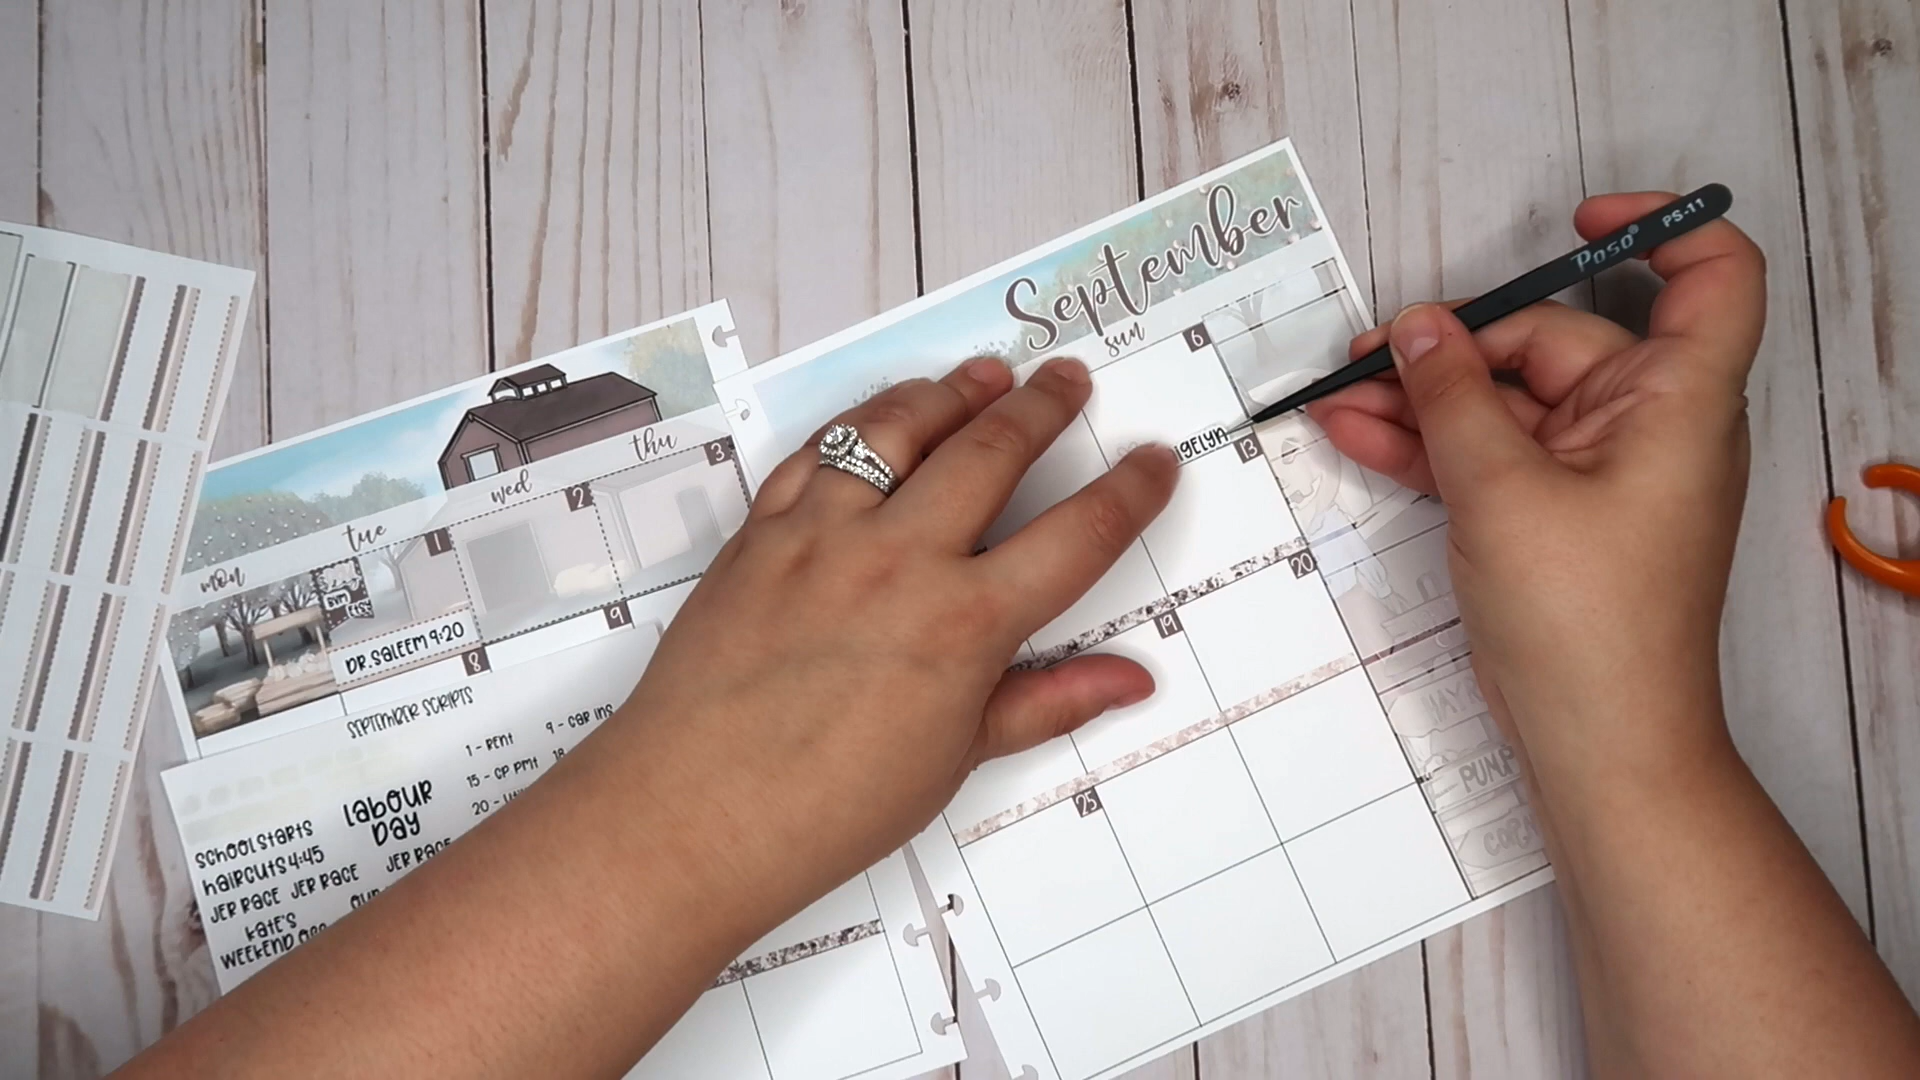 September
sun
6
13
20
19
25
mon
tue
wed
thu
1
2
3
8
9
BVM
ETSY
DR. SALEEM 9:20
SEPTEMBER SCRIPTS
1 - RENT
9 - CAR INS
15 - CP PMT
18
20 -
LABOUR
DAY
SCHOOL STARTS
HAIRCUTS 4:45
JER RACE JER RACE JER RACE
KATE'S
WEEKEND
Poso® PS-11